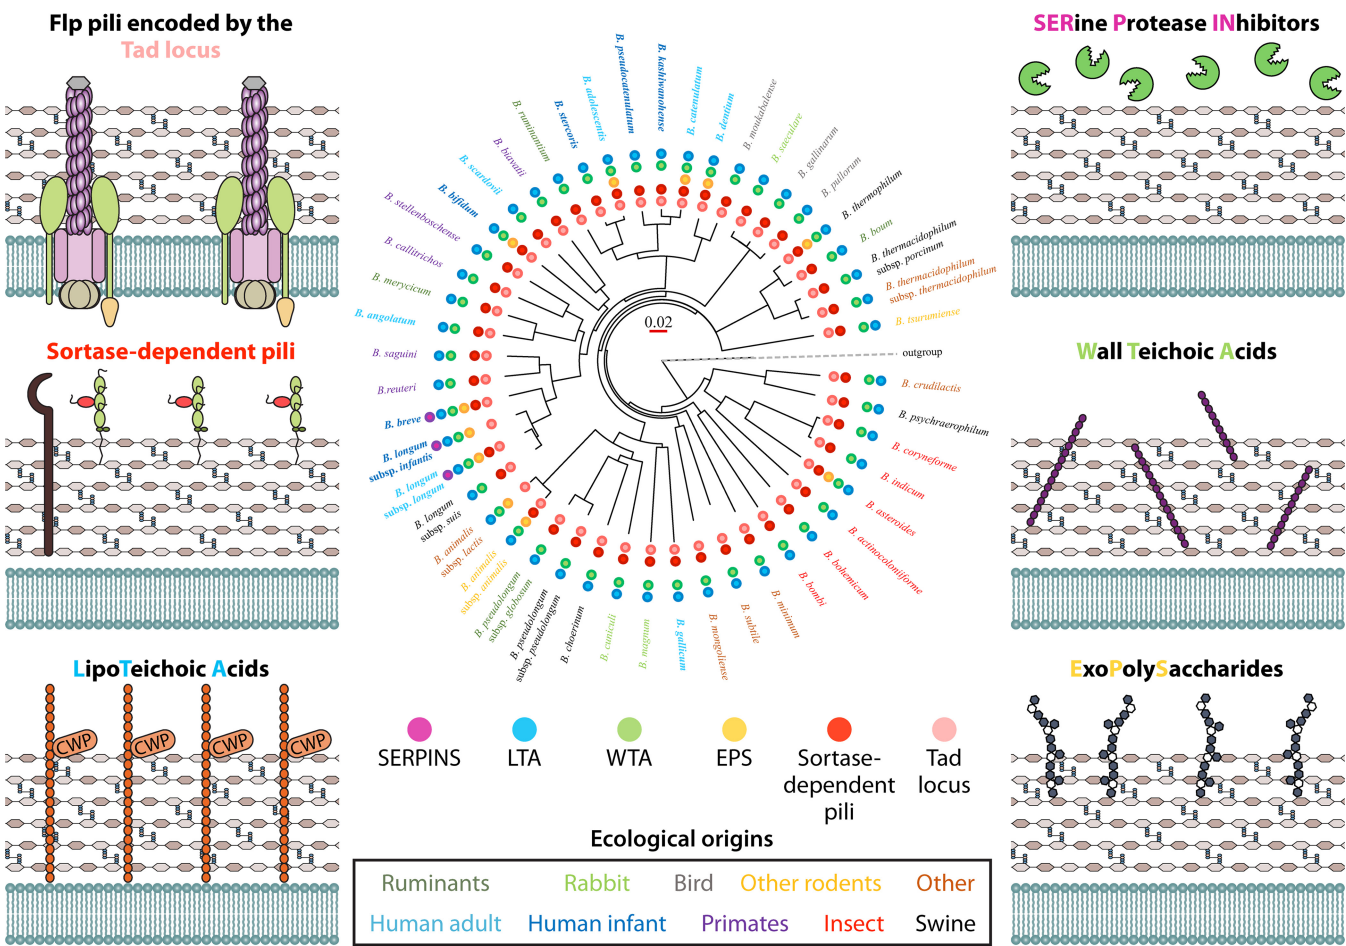 Flp pili encoded by the
Tad locus
SERine Protease INhibitors
Sortase-dependent pili
Wall Teichoic Acids
LipoTeichoic Acids
CWP
CWP
CWP
CWP
ExoPolySaccharides
B. bifidum
B. scardovii
B. biavatii
B. ruminantium
B. stercoris
B. adolescentis
B. pseudocatenulatum
B. kashiwanohense
B. catenulatum
B. dentium
B. moukabalense
B. saeculare
B. gallinarum
B. pullorum
B. thermophilum
B. boum
B. thermacidophilum
subsp. porcinum
B. thermacidophilum
subsp. thermacidophilum
B. tsurumiense
outgroup
B. crudilactis
B. psychraerophilum
B. coryneforme
B. indicum
B. asteroides
B. actinocoloniiforme
B. bohemicum
B. bombi
B. minimum
B. subtile
B. mongoliense
B. gallicum
B. magnum
B. cuniculi
B. choerinum
B. pseudolongum
subsp. pseudolongum
B. pseudolongum
subsp. globosum
B. animalis
subsp. animalis
B. animalis
subsp. lactis
B. longum
subsp. suis
B. longum
subsp. longum
B. longum
subsp. infantis
B. breve
B.reuteri
B. saguini
B. angolatum
B. merycicum
B. callitrichos
B. stellenboschense
0.02
SERPINS
LTA
WTA
EPS
Sortase-
dependent
pili
Tad
locus
Ecological origins
Ruminants Rabbit Bird Other rodents Other
Human adult Human infant Primates Insect Swine